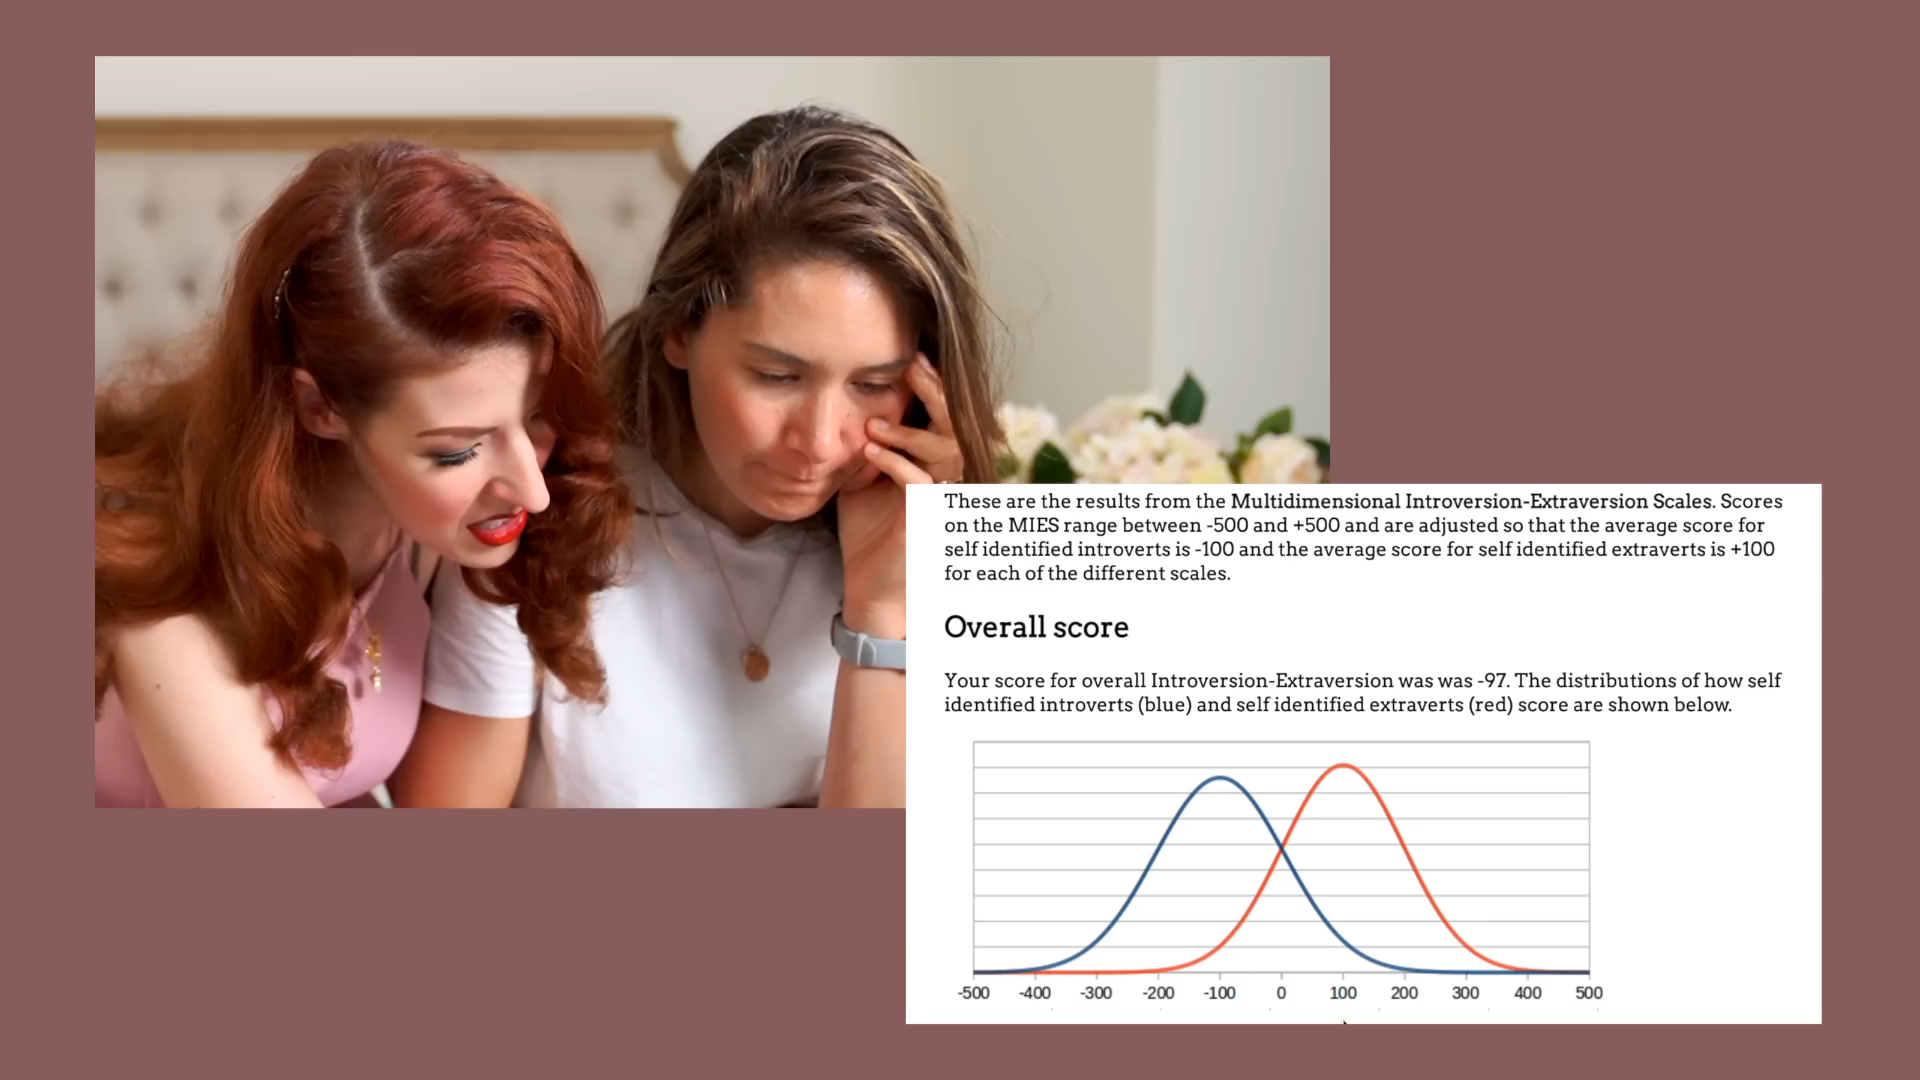 These are the results from the Multidimensional Introversion-Extraversion Scales. Scores
on the MIES range between -500 and +500 and are adjusted so that the average score for
self identified introverts is -100 and the average score for self identified extraverts is +100
for each of the different scales.
Overall score
Your score for overall Introversion-Extraversion was was -97. The distributions of how self
identified introverts (blue) and self identified extraverts (red) score are shown below.
-500 -400 -300 -200 -100 0 100 200 300 400 500